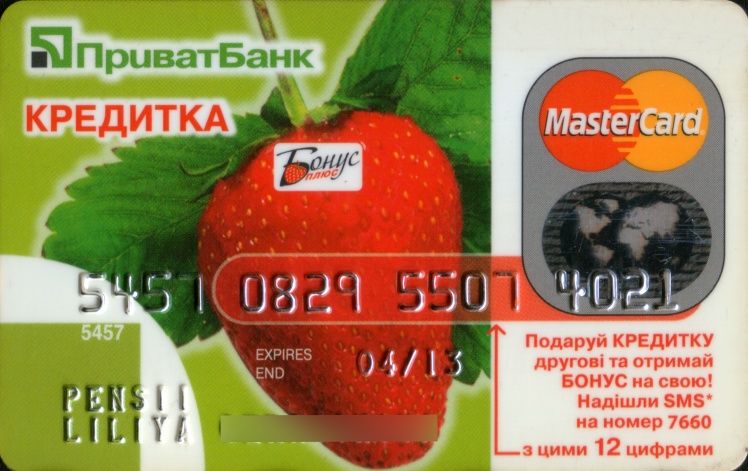 ПриватБанк
КРЕДИТКА
MasterCard
Бонус
плюс
5457 0829 5507 4021
5457
EXPIRES
END
04/13
PENSII
LILIYA
Подаруй КРЕДИТКУ
другові та отримай
БОНУС на свою!
Надішли SMS*
на номер 7660
з цими 12 цифрами